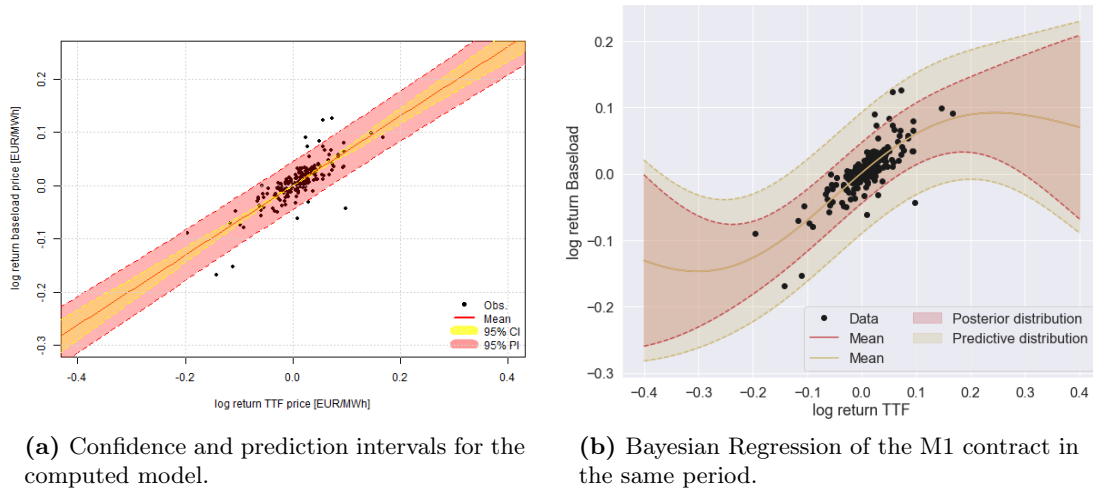 0.2
0.1
0.0
-0.1
-0.2
-0.3
log return baseload price [EUR/MWh]
Obs.
Mean
95% CI
95% PI
-0.4 -0.2 0.0 0.2 0.4
log return TTF price [EUR/MWh]
(a) Confidence and prediction intervals for the
computed model.
0.2
0.1
0.0
−0.1
−0.2
−0.3
log return Baseload
Data
Mean
Mean
Posterior distribution
Predictive distribution
−0.4 −0.3 −0.2 −0.1 0.0 0.1 0.2 0.3 0.4
log return TTF
(b) Bayesian Regression of the M1 contract in
the same period.